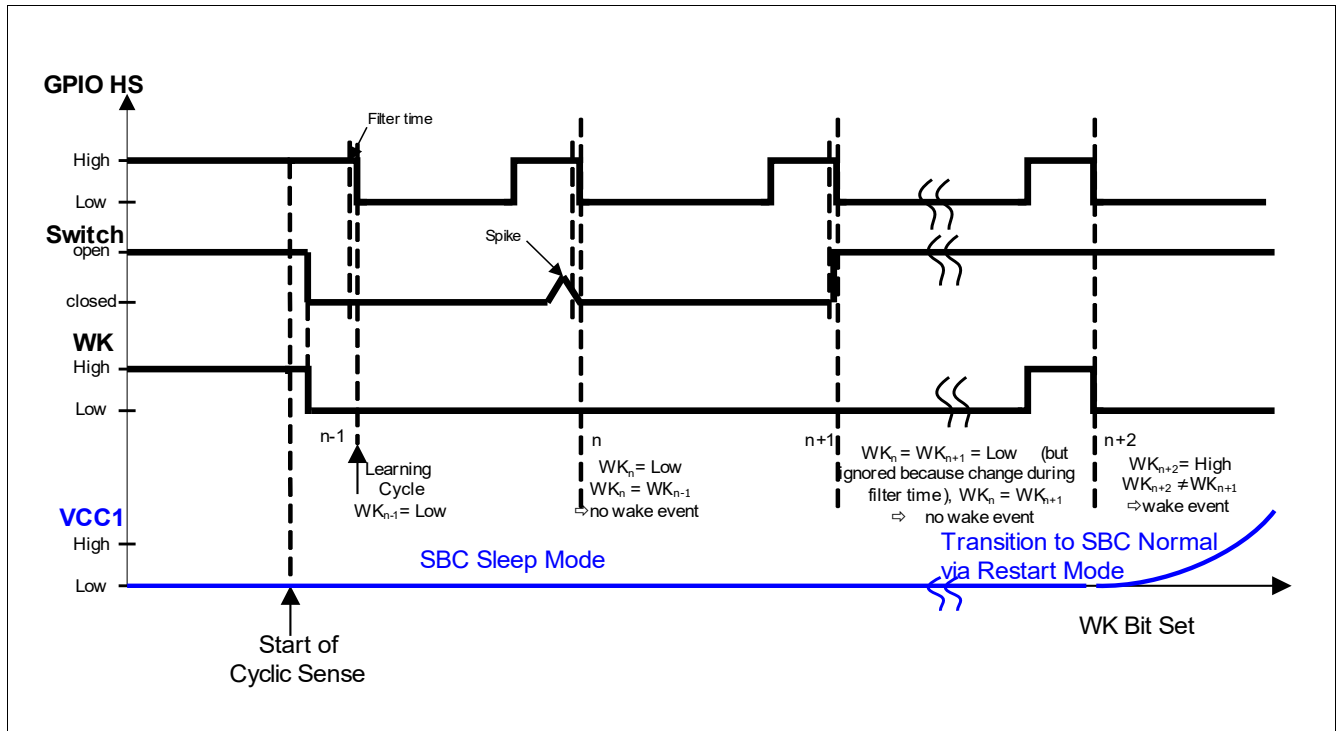 GPIO HS
Filter time
High
Low
Switch
open
Spike
closed
WK
High
Low
n-1
n
n+1
n+2
Learning
Cycle
WKn-1= Low
WKn= Low
WKn = WKn-1
⇨no wake event
WKn = WKn+1 = Low (but
ignored because change during
filter time), WKn = WKn+1
⇨ no wake event
WKn+2= High
WKn+2 ≠WKn+1
⇨wake event
VCC1
High
Low
SBC Sleep Mode
Transition to SBC Normal
via Restart Mode
Start of
Cyclic Sense
WK Bit Set